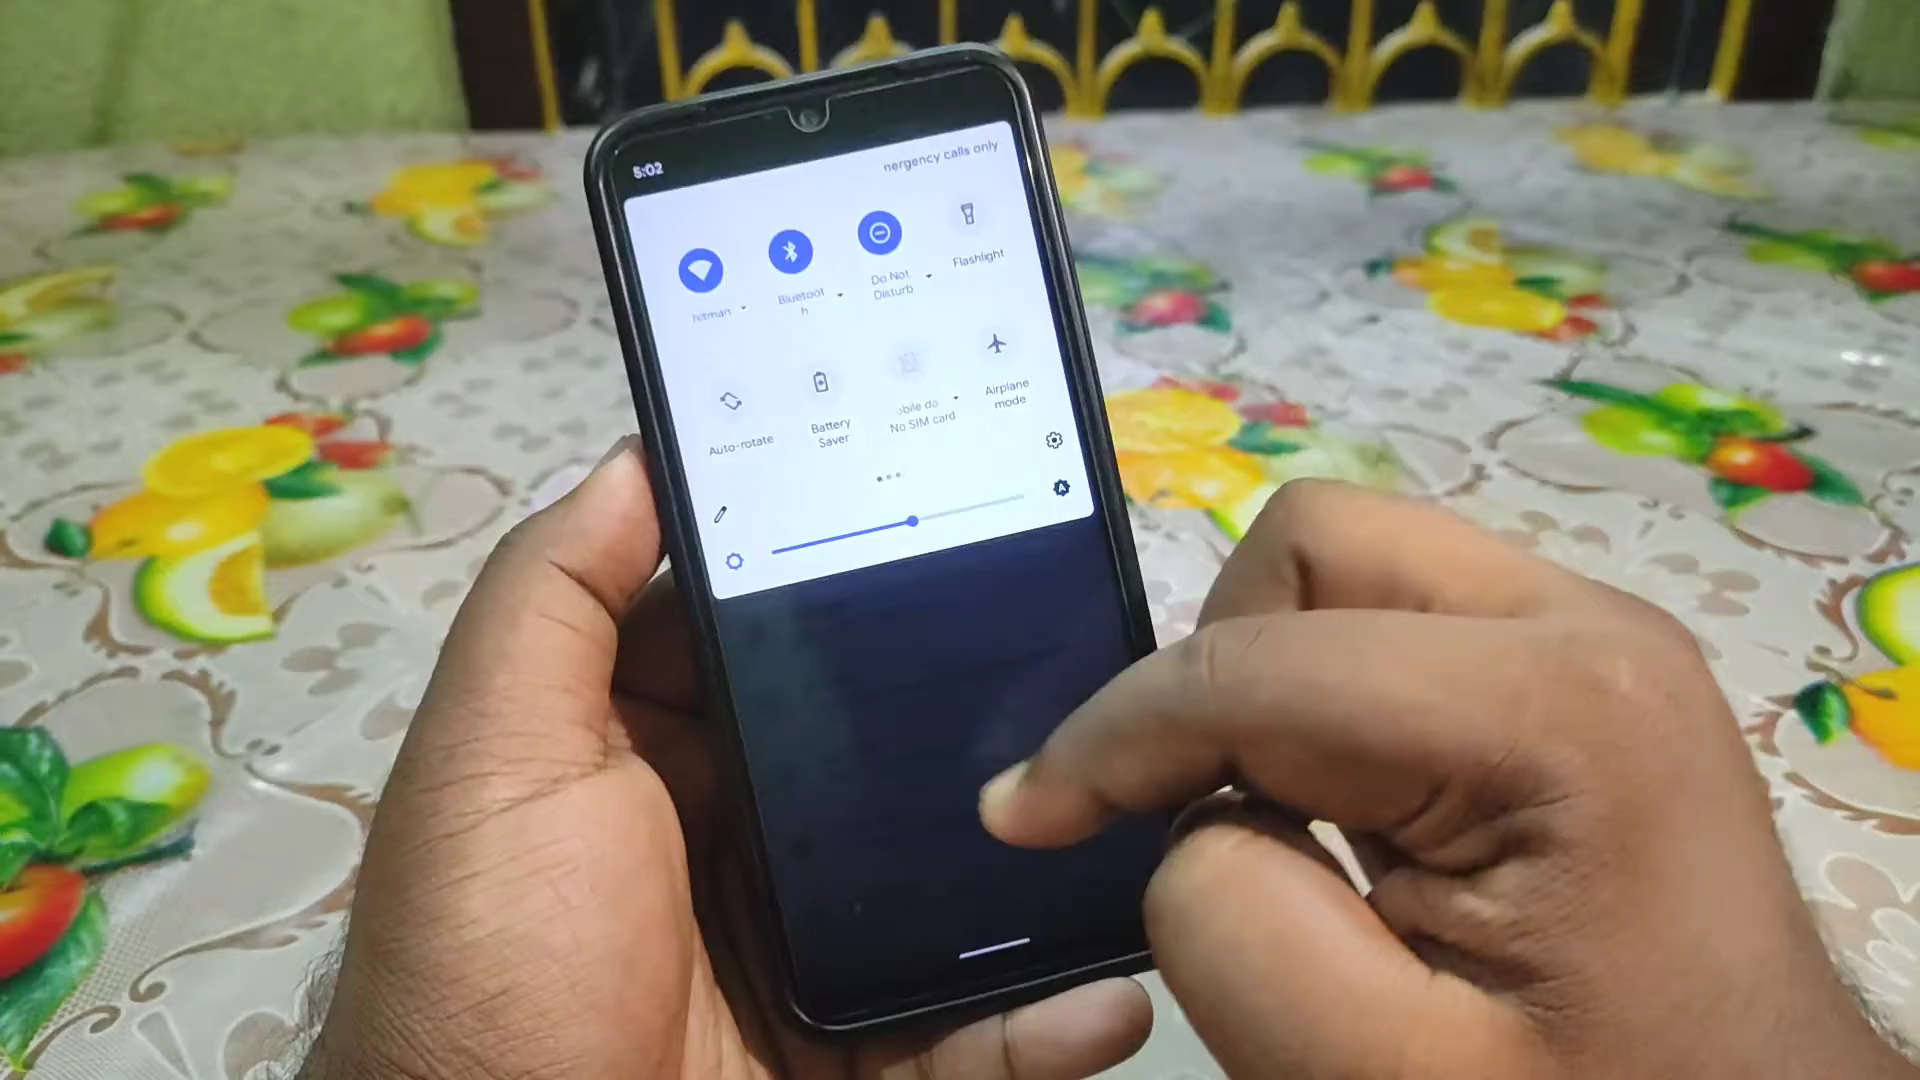 5:02
nergency calls only
hitman
Bluetoot
h
Do Not
Disturb
Flashlight
Auto-rotate
Battery
Saver
obile da
No SIM card
Airplane
mode